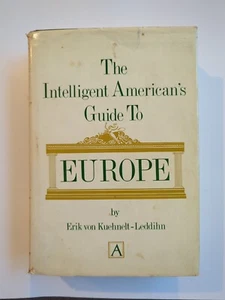 The
Intelligent American's
Guide To
EUROPE
by
Erik von Kuehnelt-Leddihn
A